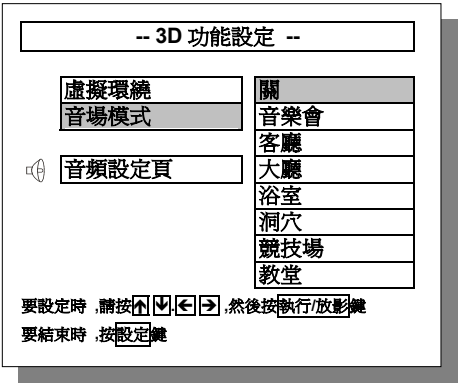 -- 3D 功能設定 --
虛擬環繞
音場模式
音頻設定頁
關
音樂會
客廳
大廳
浴室
洞穴
競技場
教堂
要設定時 ,請按↑ ↓.← → ,然後按執行/放影鍵
要結束時 ,按設定鍵